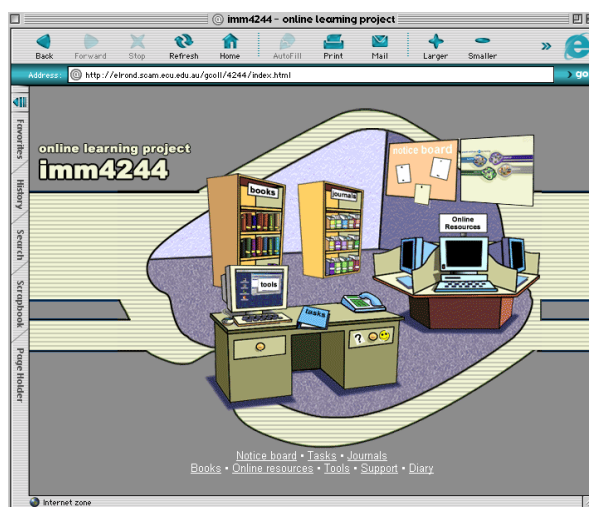 imm4244 - online learning project
Back Forward Stop Refresh Home AutoFill Print Mail Larger Smaller »
Address: http://elrond.scam.ecu.edu.au/gcoll/4244/index.html go
Favorites
History
Search
Scrapbook
Page Holder
online learning project
imm4244
notice board
books
journals
Online
Resources
tools
tasks
?
Notice board • Tasks • Journals
Books • Online resources • Tools • Support • Diary
Internet zone